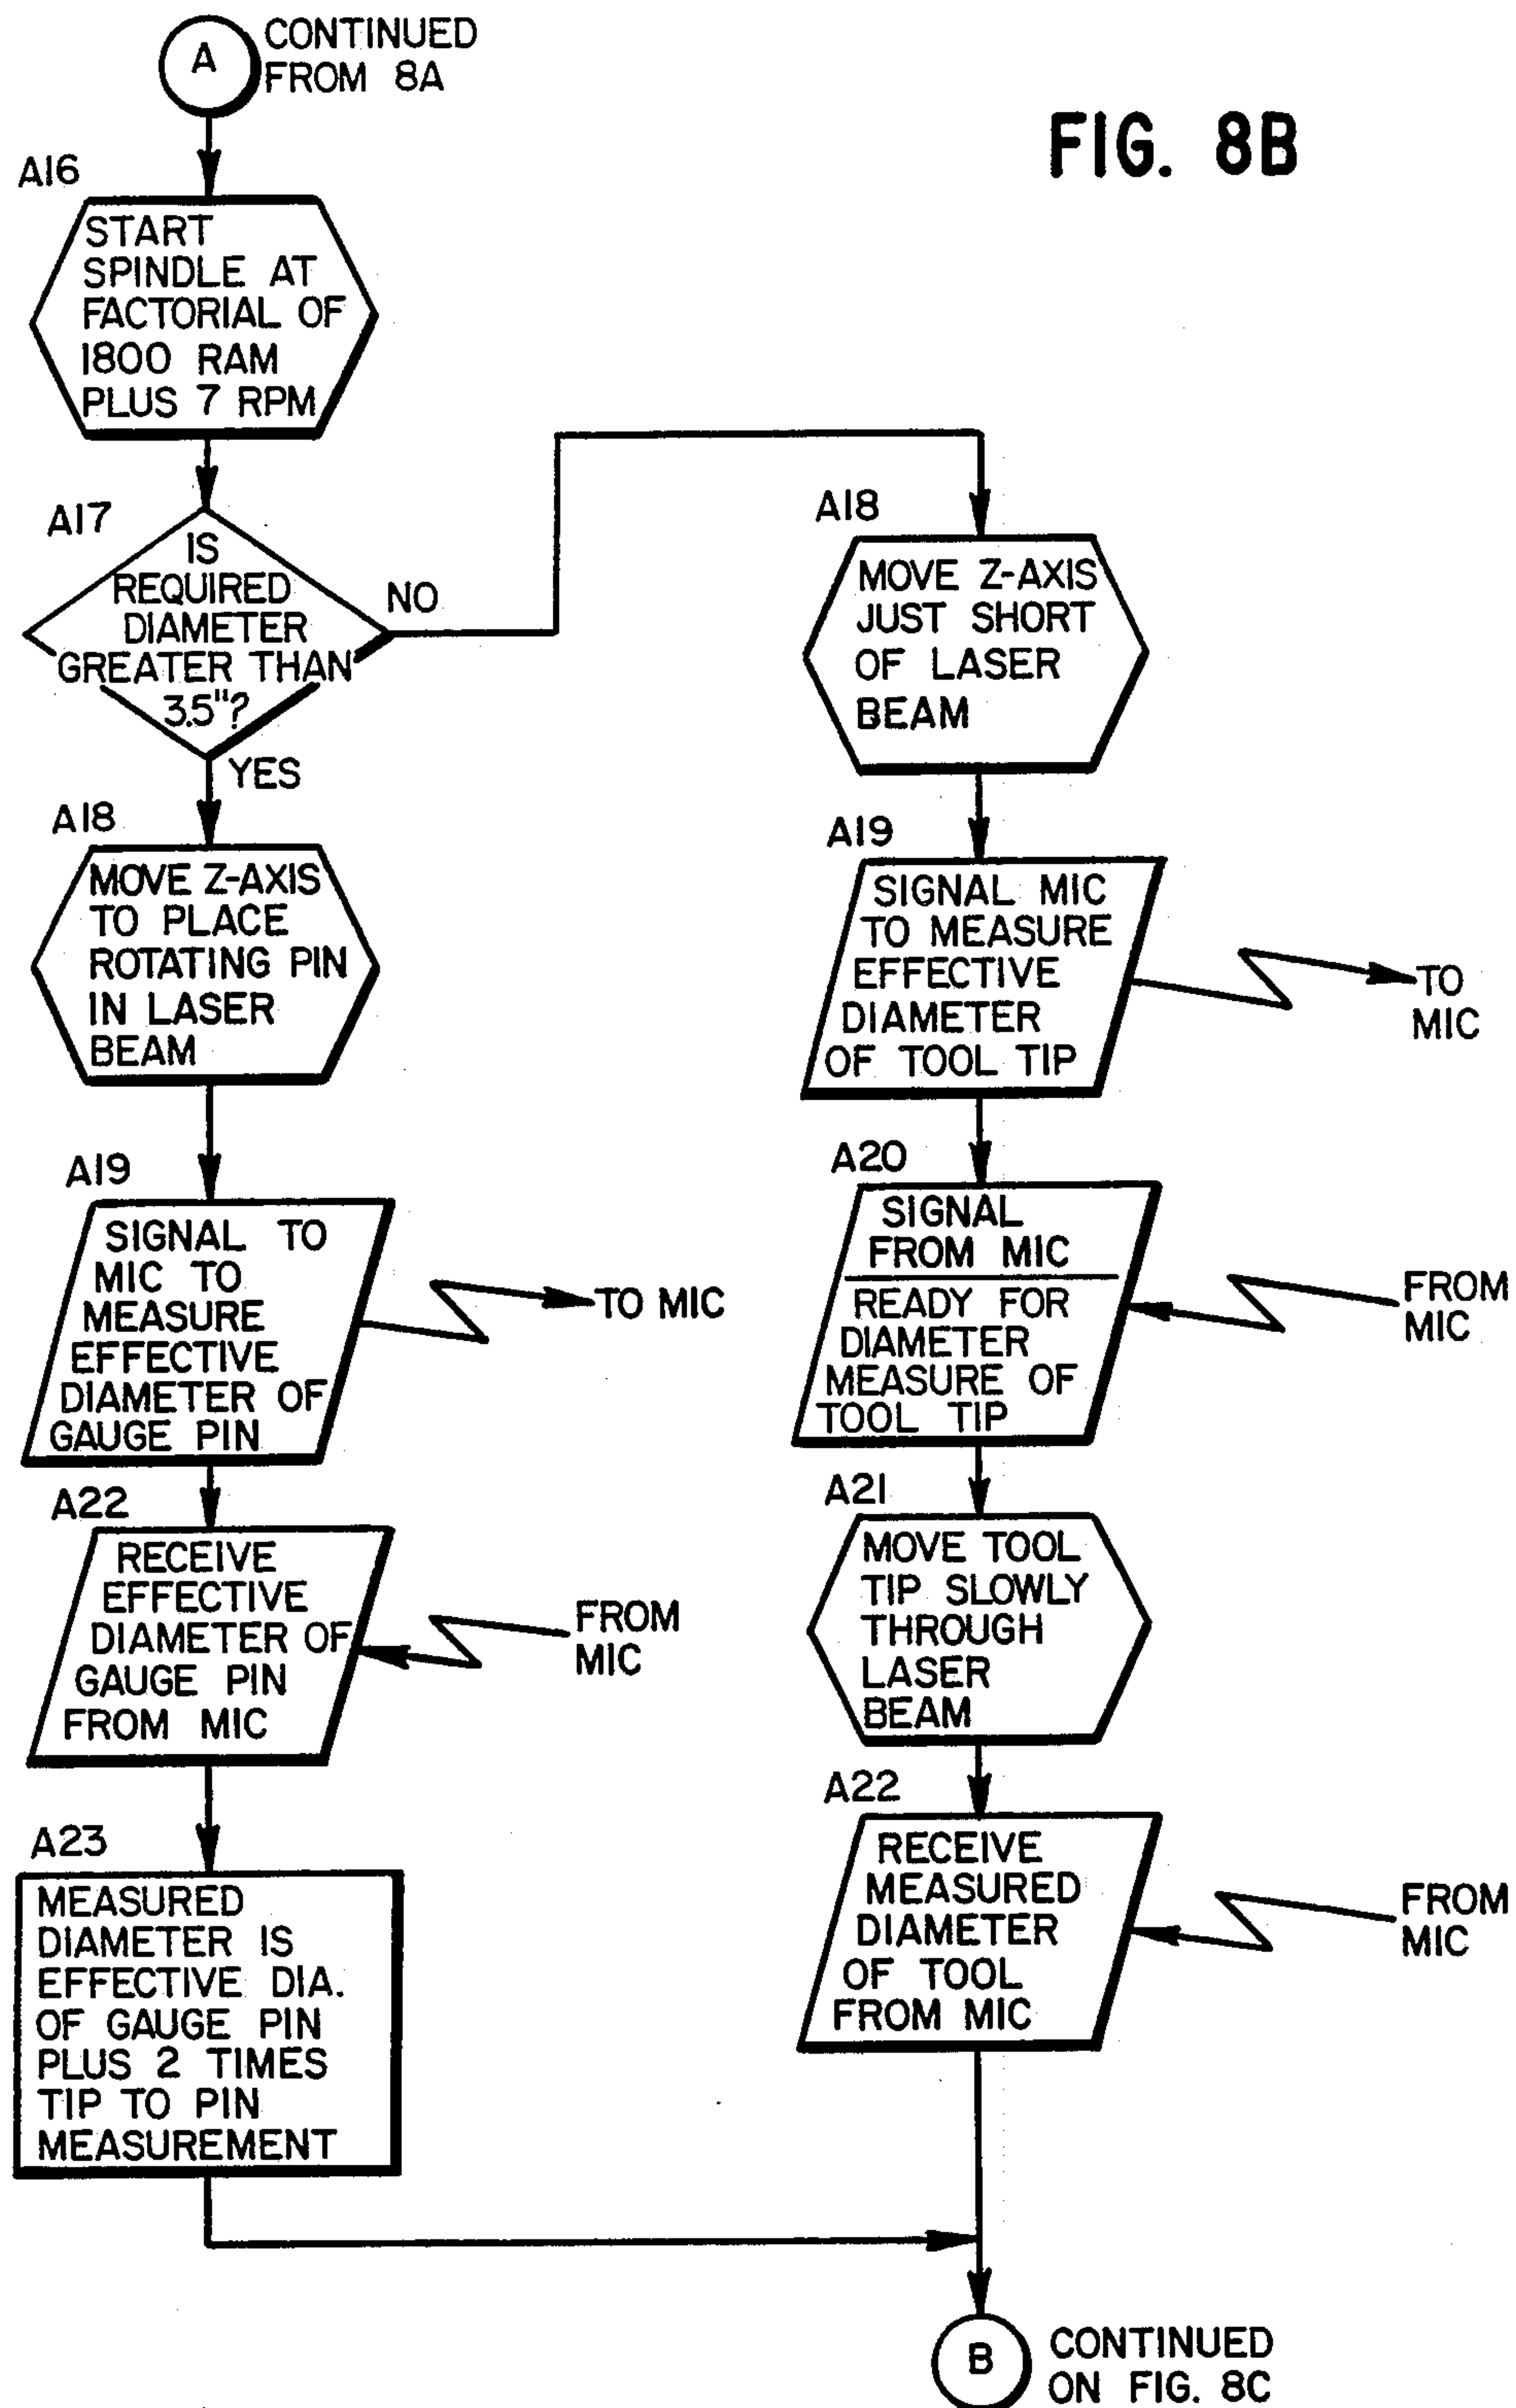 A
CONTINUED
FROM 8A
FIG. 8B
A16
START
SPINDLE AT
FACTORIAL OF
1800 RAM
PLUS 7 RPM
A17
IS
REQUIRED
DIAMETER
GREATER THAN
3.5"?
NO
YES
A18
MOVE Z-AXIS
TO PLACE
ROTATING PIN
IN LASER
BEAM
A19
SIGNAL TO
MIC TO
MEASURE
EFFECTIVE
DIAMETER OF
GAUGE PIN
TO MIC
A22
RECEIVE
EFFECTIVE
DIAMETER OF
GAUGE PIN
FROM MIC
FROM
MIC
A23
MEASURED
DIAMETER IS
EFFECTIVE DIA.
OF GAUGE PIN
PLUS 2 TIMES
TIP TO PIN
MEASUREMENT
A18
MOVE Z-AXIS
JUST SHORT
OF LASER
BEAM
A19
SIGNAL MIC
TO MEASURE
EFFECTIVE
DIAMETER
OF TOOL TIP
TO
MIC
A20
SIGNAL
FROM MIC
READY FOR
DIAMETER
MEASURE OF
TOOL TIP
FROM
MIC
A21
MOVE TOOL
TIP SLOWLY
THROUGH
LASER
BEAM
A22
RECEIVE
MEASURED
DIAMETER
OF TOOL
FROM MIC
FROM
MIC
B
CONTINUED
ON FIG. 8C